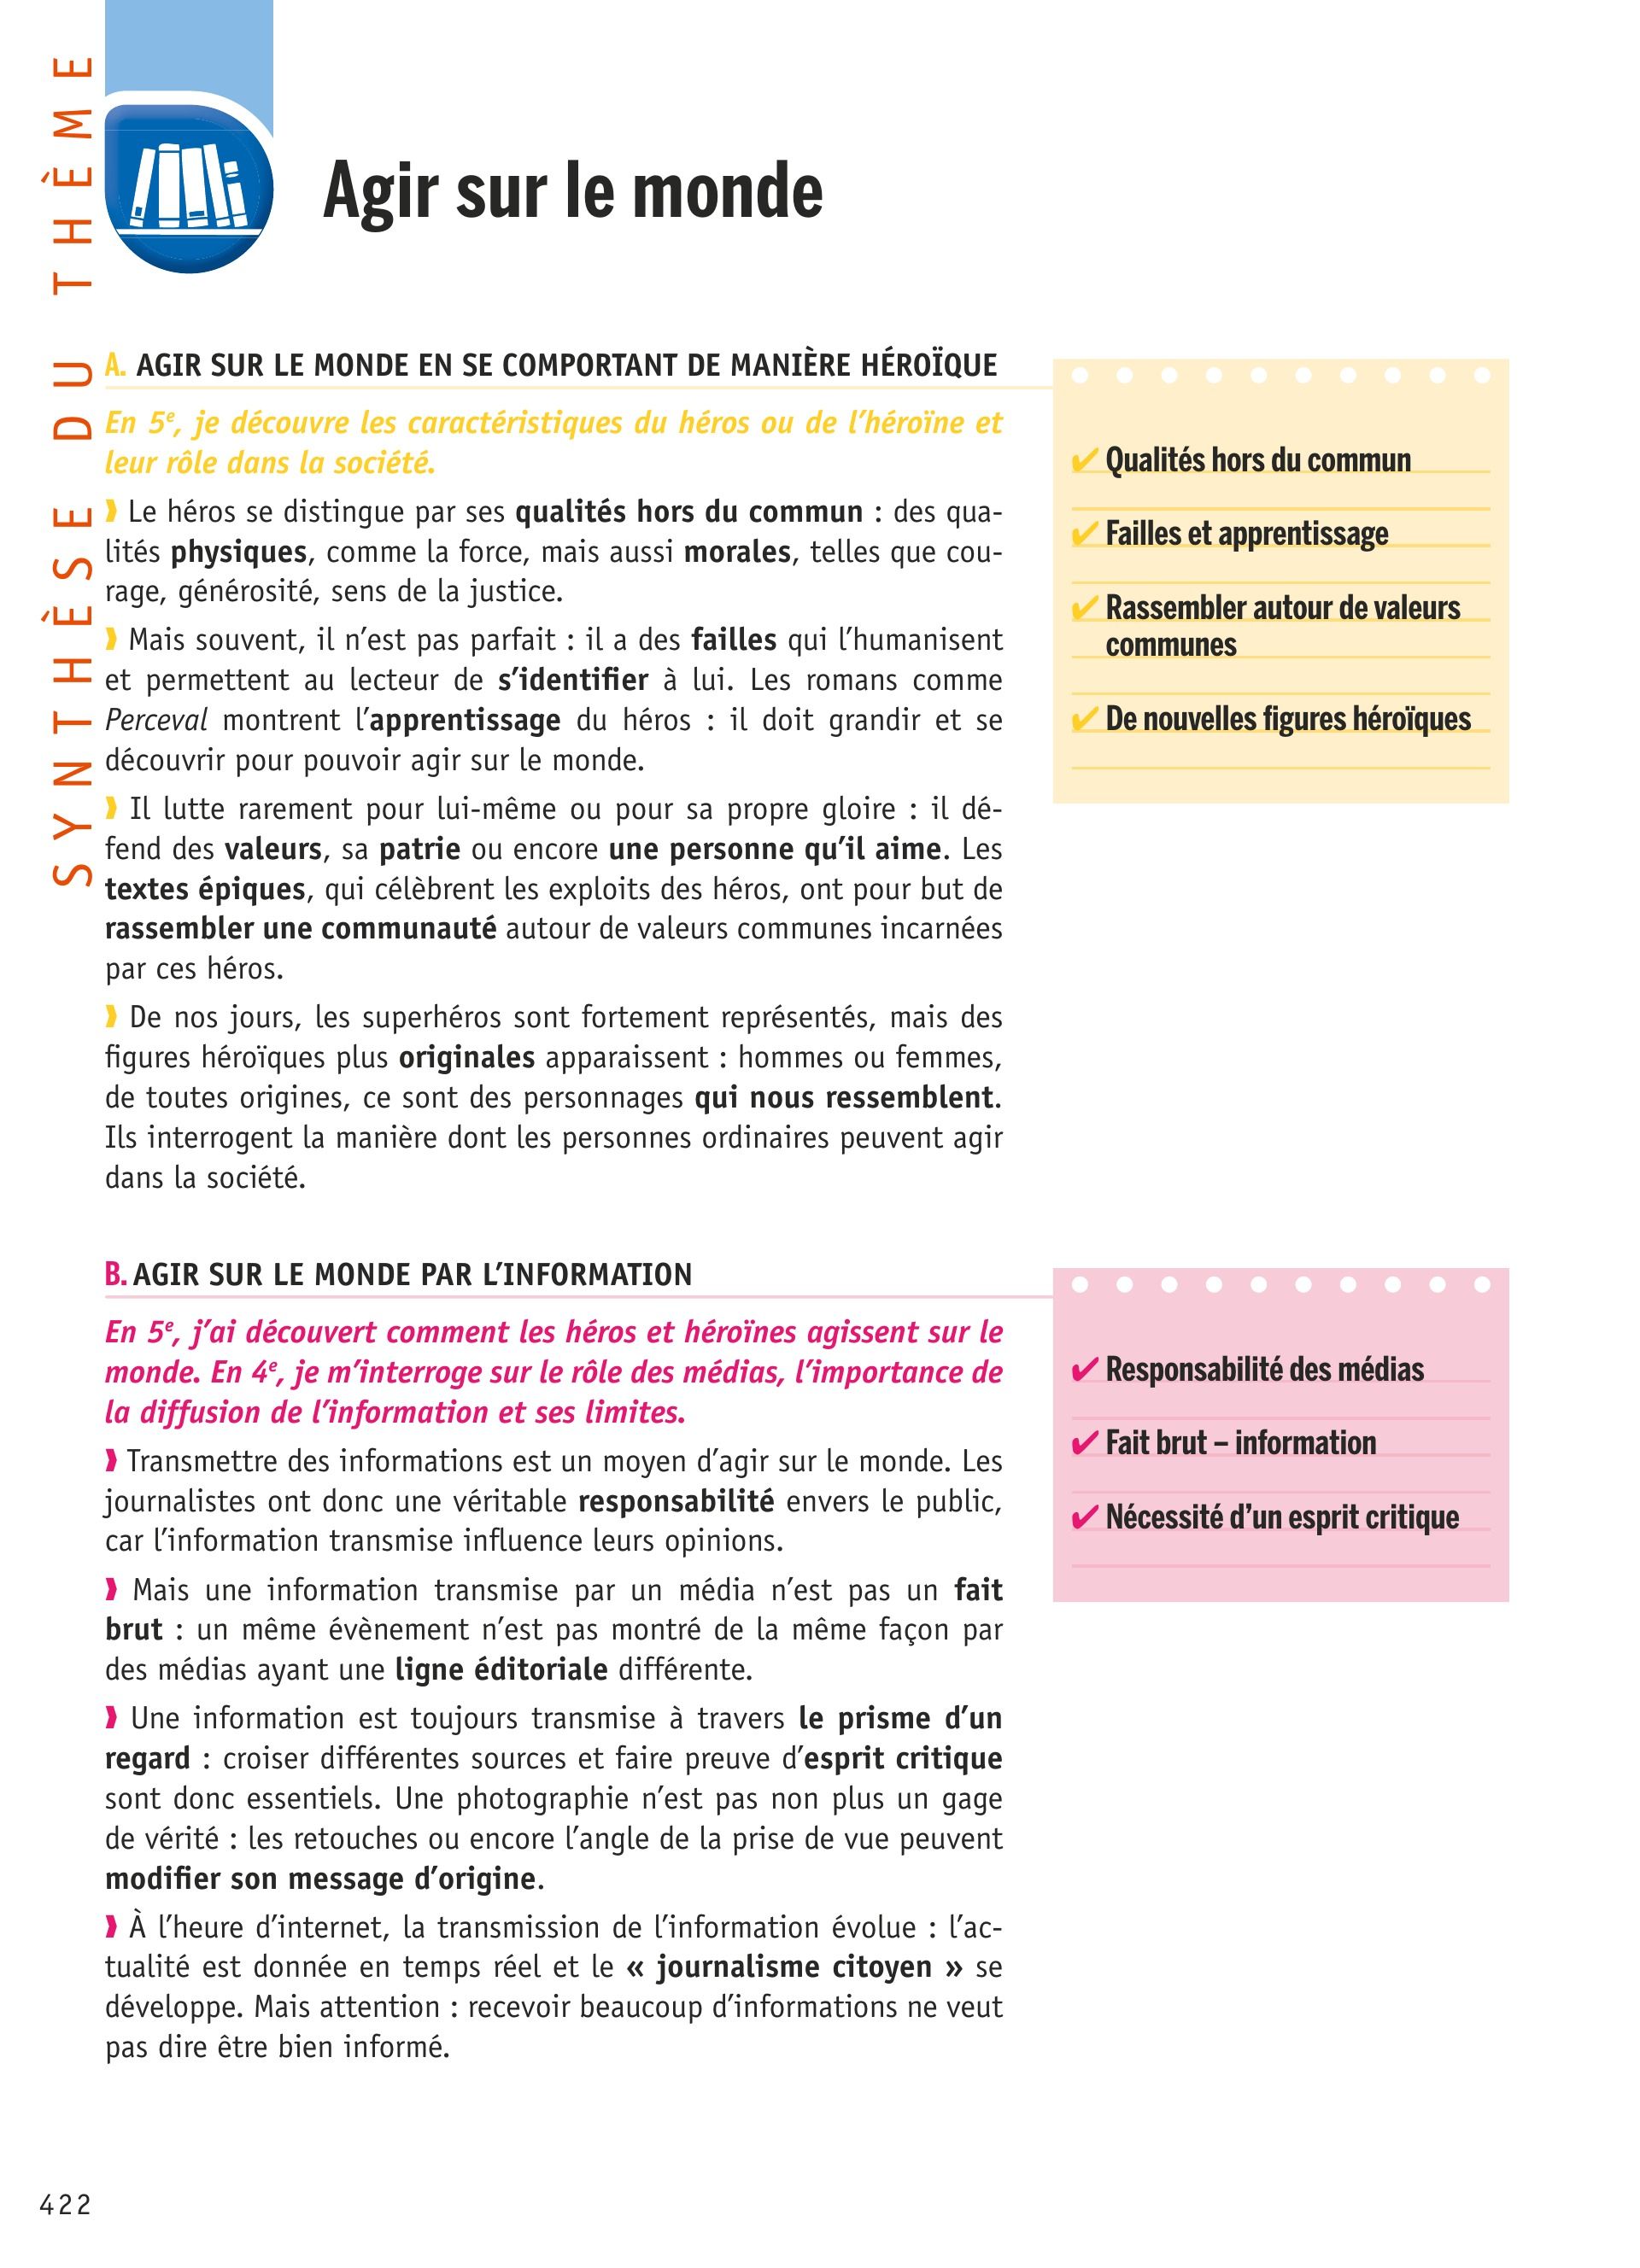 SYNTHÈSE DU THÈME
Agir sur le monde
A. AGIR SUR LE MONDE EN SE COMPORTANT DE MANIÈRE HÉROÏQUE
En 5e, je découvre les caractéristiques du héros ou de l’héroïne et
leur rôle dans la société.
❱ Le héros se distingue par ses qualités hors du commun : des qua-
lités physiques, comme la force, mais aussi morales, telles que cou-
rage, générosité, sens de la justice.
❱ Mais souvent, il n’est pas parfait : il a des failles qui l’humanisent
et permettent au lecteur de s’identifier à lui. Les romans comme
Perceval montrent l’apprentissage du héros : il doit grandir et se
découvrir pour pouvoir agir sur le monde.
❱ Il lutte rarement pour lui-même ou pour sa propre gloire : il dé-
fend des valeurs, sa patrie ou encore une personne qu’il aime. Les
textes épiques, qui célèbrent les exploits des héros, ont pour but de
rassembler une communauté autour de valeurs communes incarnées
par ces héros.
❱ De nos jours, les superhéros sont fortement représentés, mais des
figures héroïques plus originales apparaissent : hommes ou femmes,
de toutes origines, ce sont des personnages qui nous ressemblent.
Ils interrogent la manière dont les personnes ordinaires peuvent agir
dans la société.
✔ Qualités hors du commun
✔ Failles et apprentissage
✔ Rassembler autour de valeurs
communes
✔ De nouvelles figures héroïques
B. AGIR SUR LE MONDE PAR L’INFORMATION
En 5e, j’ai découvert comment les héros et héroïnes agissent sur le
monde. En 4e, je m’interroge sur le rôle des médias, l’importance de
la diffusion de l’information et ses limites.
❱ Transmettre des informations est un moyen d’agir sur le monde. Les
journalistes ont donc une véritable responsabilité envers le public,
car l’information transmise influence leurs opinions.
❱ Mais une information transmise par un média n’est pas un fait
brut : un même évènement n’est pas montré de la même façon par
des médias ayant une ligne éditoriale différente.
❱ Une information est toujours transmise à travers le prisme d’un
regard : croiser différentes sources et faire preuve d’esprit critique
sont donc essentiels. Une photographie n’est pas non plus un gage
de vérité : les retouches ou encore l’angle de la prise de vue peuvent
modifier son message d’origine.
❱ À l’heure d’internet, la transmission de l’information évolue : l’ac-
tualité est donnée en temps réel et le « journalisme citoyen » se
développe. Mais attention : recevoir beaucoup d’informations ne veut
pas dire être bien informé.
✔ Responsabilité des médias
✔ Fait brut – information
✔ Nécessité d’un esprit critique
422